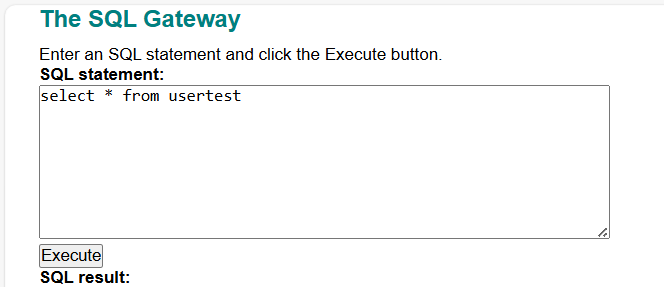 The SQL Gateway
Enter an SQL statement and click the Execute button.
SQL statement:
select * from usertest
Execute
SQL result: